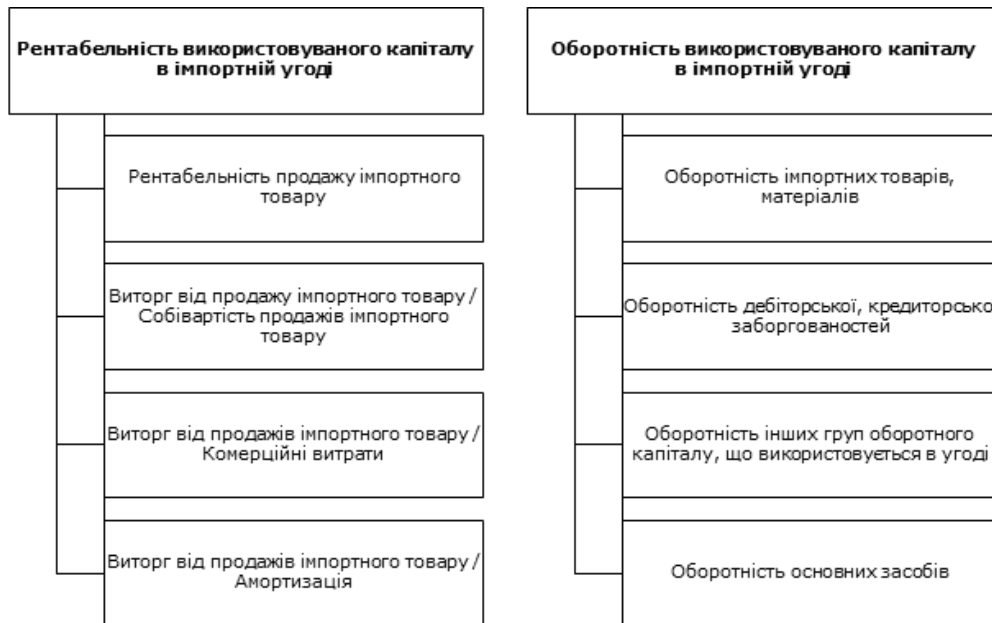 Рентабельність використовуваного капіталу
в імпортній угоді
Рентабельність продажу імпортного
товару
Виторг від продажу імпортного товару /
Собівартість продажів імпортного
товару
Виторг від продажів імпортного товару /
Комерційні витрати
Виторг від продажів імпортного товару /
Амортизація
Оборотність використовуваного капіталу
в імпортній угоді
Оборотність імпортних товарів,
матеріалів
Оборотність дебіторської, кредиторсько
заборгованостей
Оборотність інших груп оборотного
капіталу, що використовується в угоді
Оборотність основних засобів